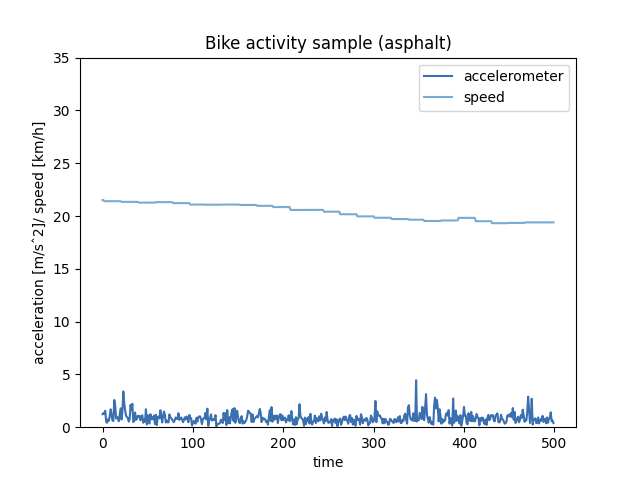 Bike activity sample (asphalt)
accelerometer
speed
acceleration [m/s^2]/ speed [km/h]
35
30
25
20
15
10
5
0
0 100 200 300 400 500
time